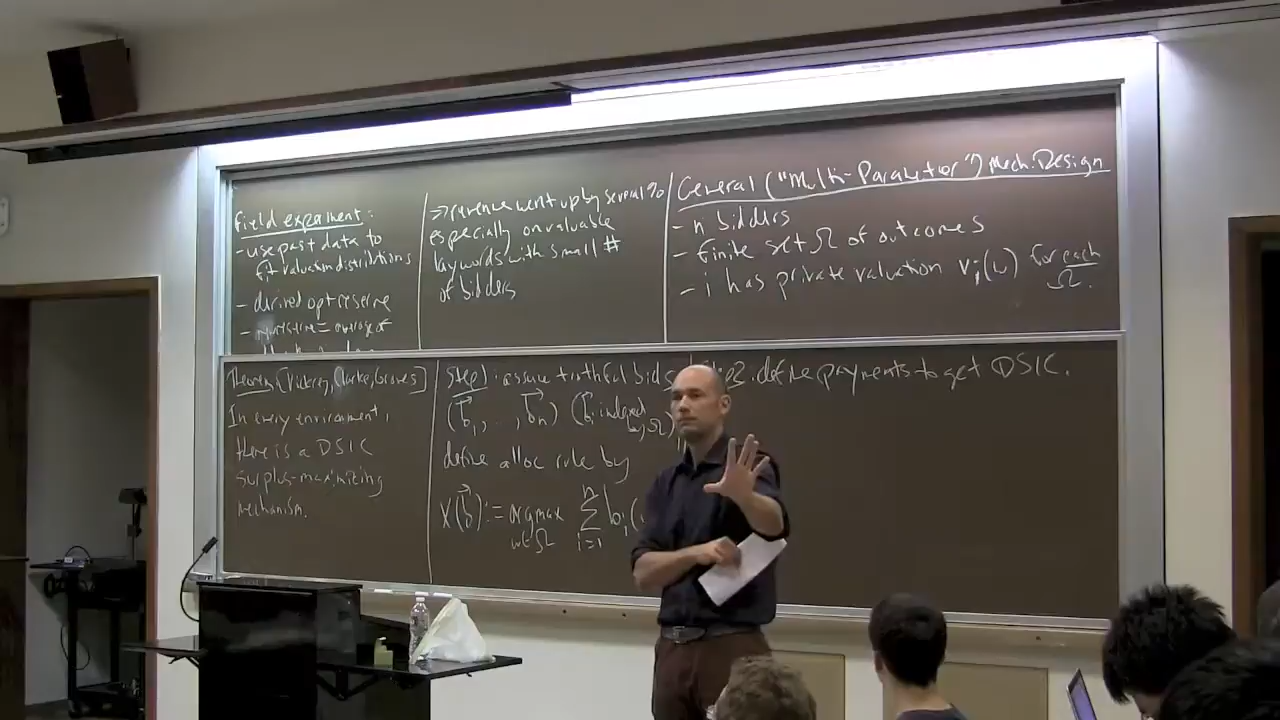 Field experiment:
- use past data to
fit valuation distributions
- derived opt reserve
⇒ revenue went up by several %
especially on valuable
keywords with small #
of bidders
General ("Multi-Parameter") Mech. Design
- n bidders
- finite set Ω of outcomes
- i has private valuation vᵢ(ω) for each
Ω.
Theorem [Vickrey, Clarke, Groves]
In every environment,
there is a DSIC
surplus-maximizing
mechanism.
Step 1: assume truthful bids
(b⃗₁, ..., b⃗ₙ) (b⃗ᵢ indexed
by Ω),
define alloc rule by
x(b⃗) := argmax Σ bᵢ(
ω∈Ω i=1 n
2: define payments to get DSIC.